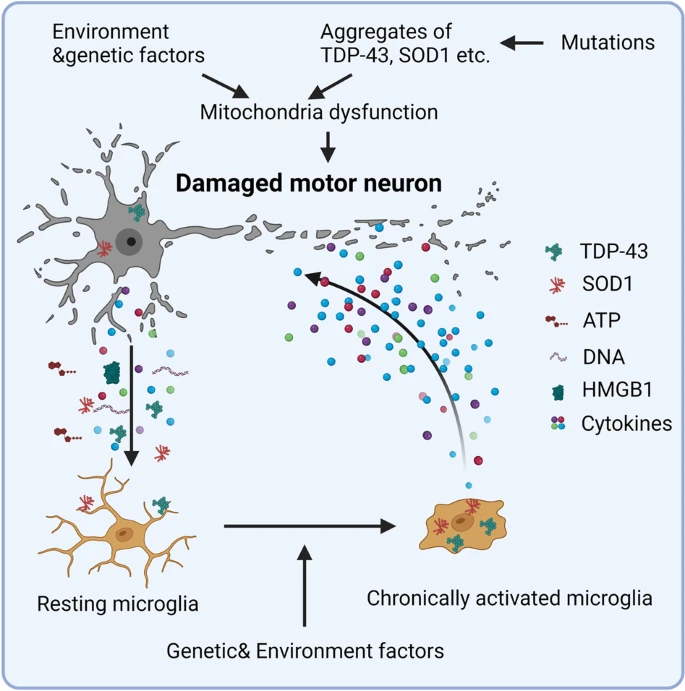 Environment
&genetic factors
Aggregates of
TDP-43, SOD1 etc.
Mutations
Mitochondria dysfunction
Damaged motor neuron
TDP-43
SOD1
ATP
DNA
HMGB1
Cytokines
Resting microglia
Chronically activated microglia
Genetic& Environment factors